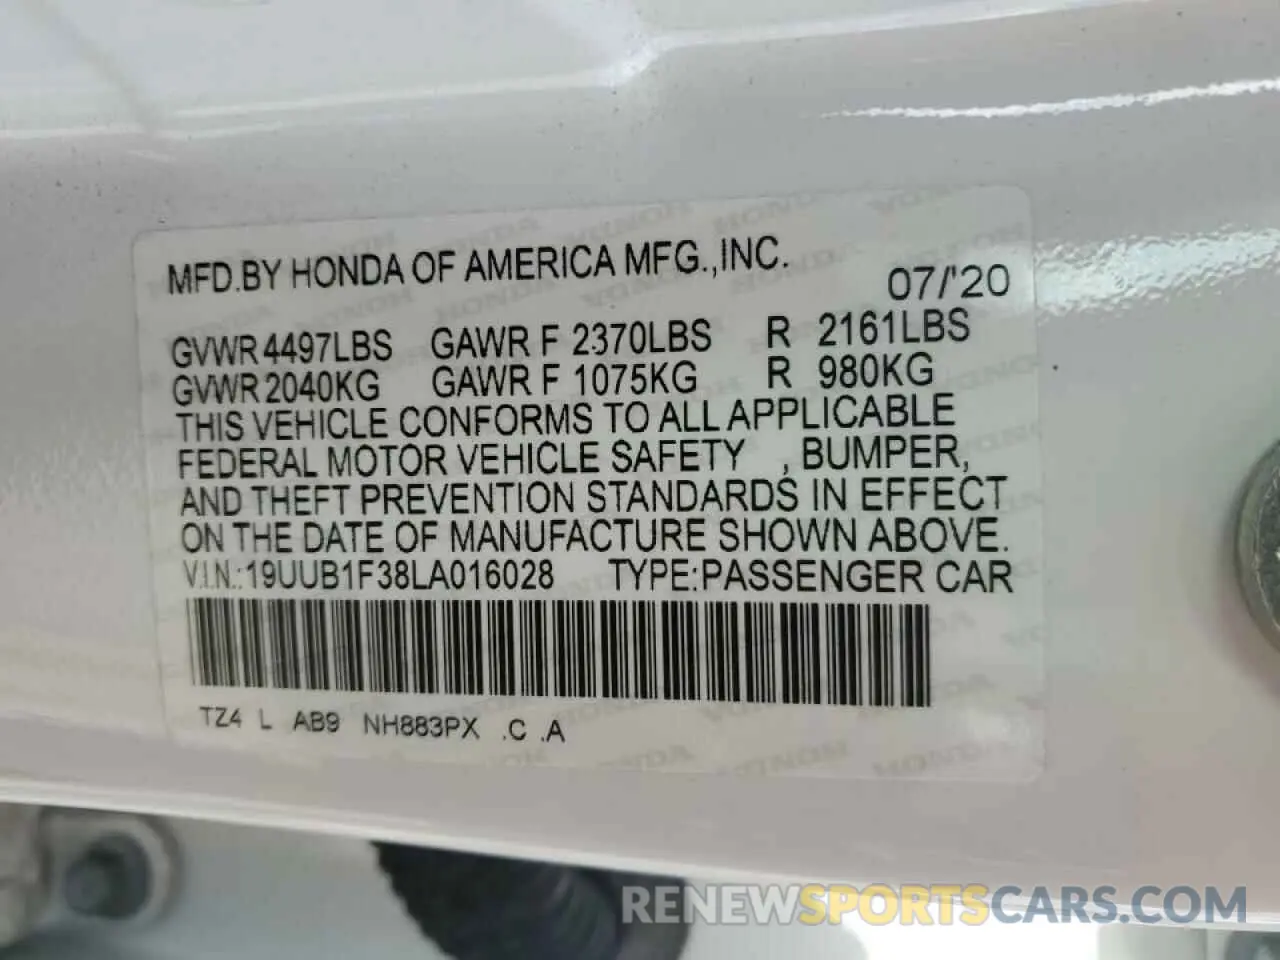 MFD.BY HONDA OF AMERICA MFG.,INC.
07/'20
GVWR 4497LBS GAWR F 2370LBS R 2161LBS
GVWR 2040KG GAWR F 1075KG R 980KG
THIS VEHICLE CONFORMS TO ALL APPLICABLE
FEDERAL MOTOR VEHICLE SAFETY , BUMPER,
AND THEFT PREVENTION STANDARDS IN EFFECT
ON THE DATE OF MANUFACTURE SHOWN ABOVE.
V.I.N.:19UUB1F38LA016028 TYPE:PASSENGER CAR
TZ4 L AB9 NH883PX .C .A
RENEWSPORTSCARS.COM